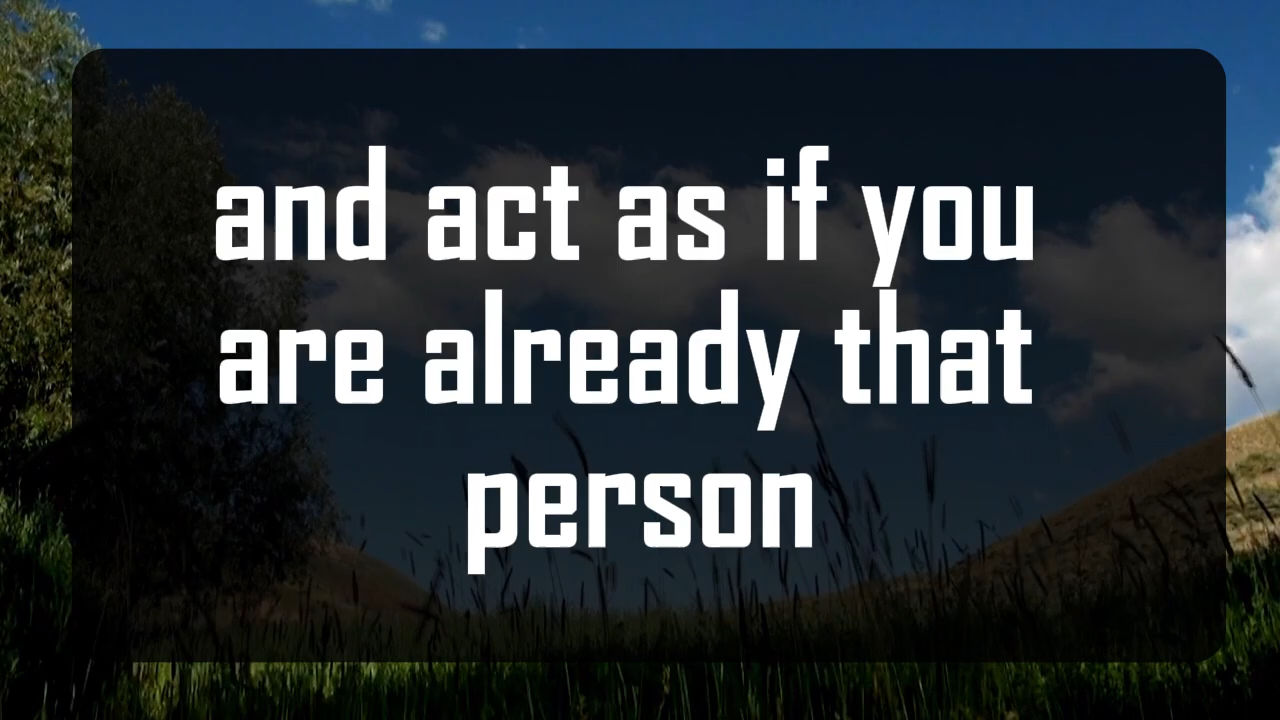 and act as if you
are already that
person